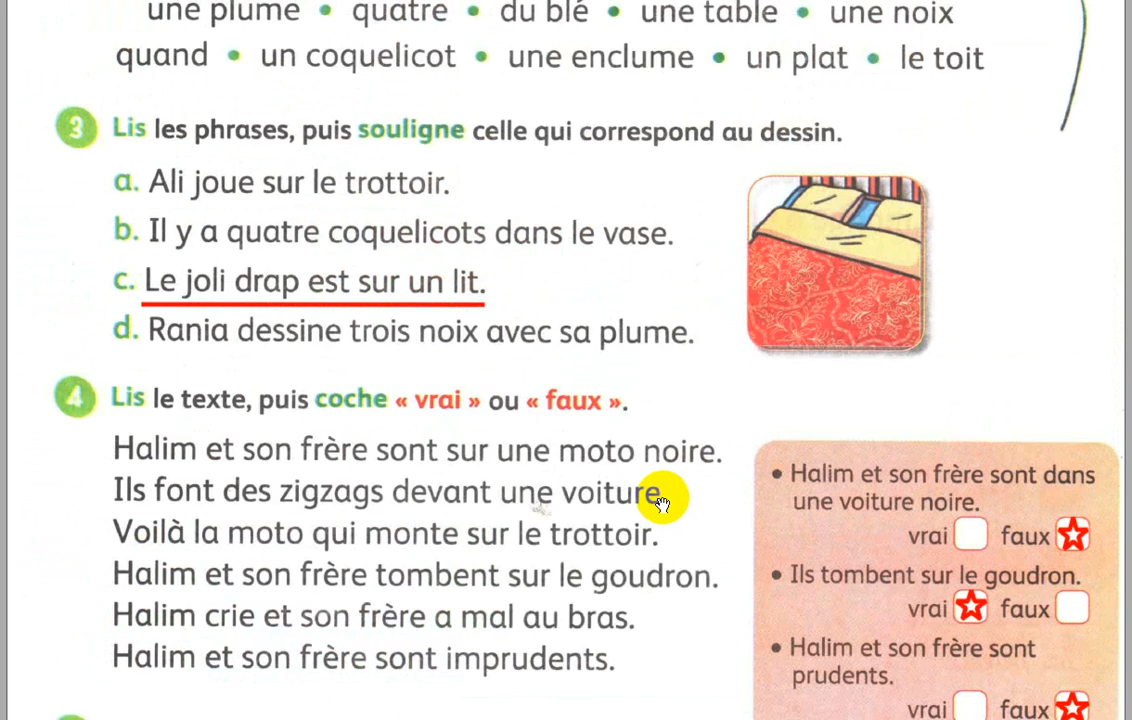 une plume • quatre • du blé • une table • une noix
quand • un coquelicot • une enclume • un plat • le toit
3 Lis les phrases, puis souligne celle qui correspond au dessin.
a. Ali joue sur le trottoir.
b. Il y a quatre coquelicots dans le vase.
c. Le joli drap est sur un lit.
d. Rania dessine trois noix avec sa plume.
4 Lis le texte, puis coche « vrai » ou « faux ».
Halim et son frère sont sur une moto noire.
Ils font des zigzags devant une voiture.
Voilà la moto qui monte sur le trottoir.
Halim et son frère tombent sur le goudron.
Halim crie et son frère a mal au bras.
Halim et son frère sont imprudents.
• Halim et son frère sont dans
une voiture noire.
vrai faux
• Ils tombent sur le goudron.
vrai faux
• Halim et son frère sont
prudents.
vrai faux